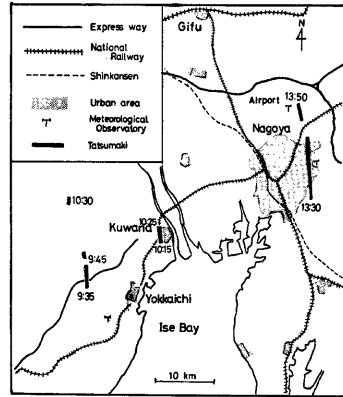 Express way
National
Railway
Shinkansen
Urban area
Meteorological
Observatory
Tatsumaki
Gifu
N
Airport
13:50
Nagoya
13:30
10:30
Kuwana
10:25
10:15
9:45
9:35
Yokkaichi
Ise Bay
10 km